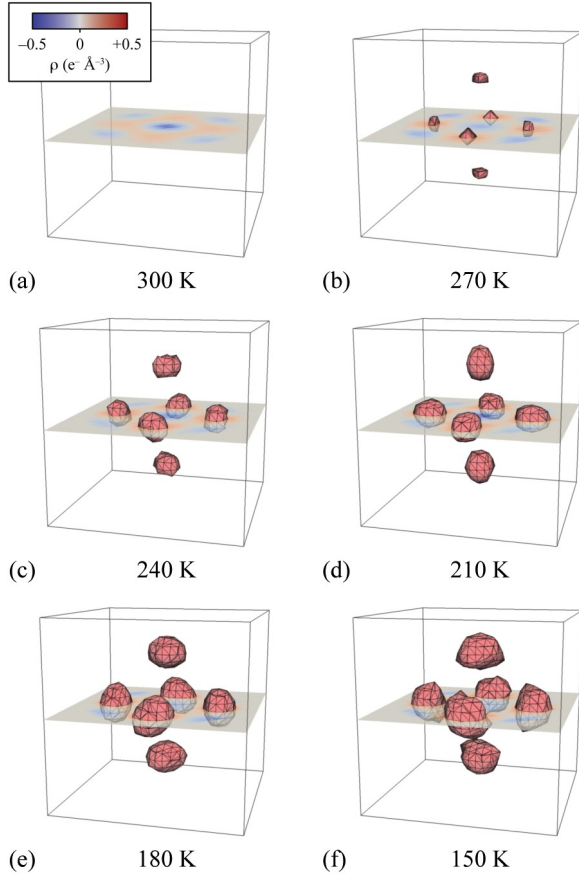 −0.5 0 +0.5
ρ (e⁻ Å⁻³)
(a) 300 K
(b) 270 K
(c) 240 K
(d) 210 K
(e) 180 K
(f) 150 K